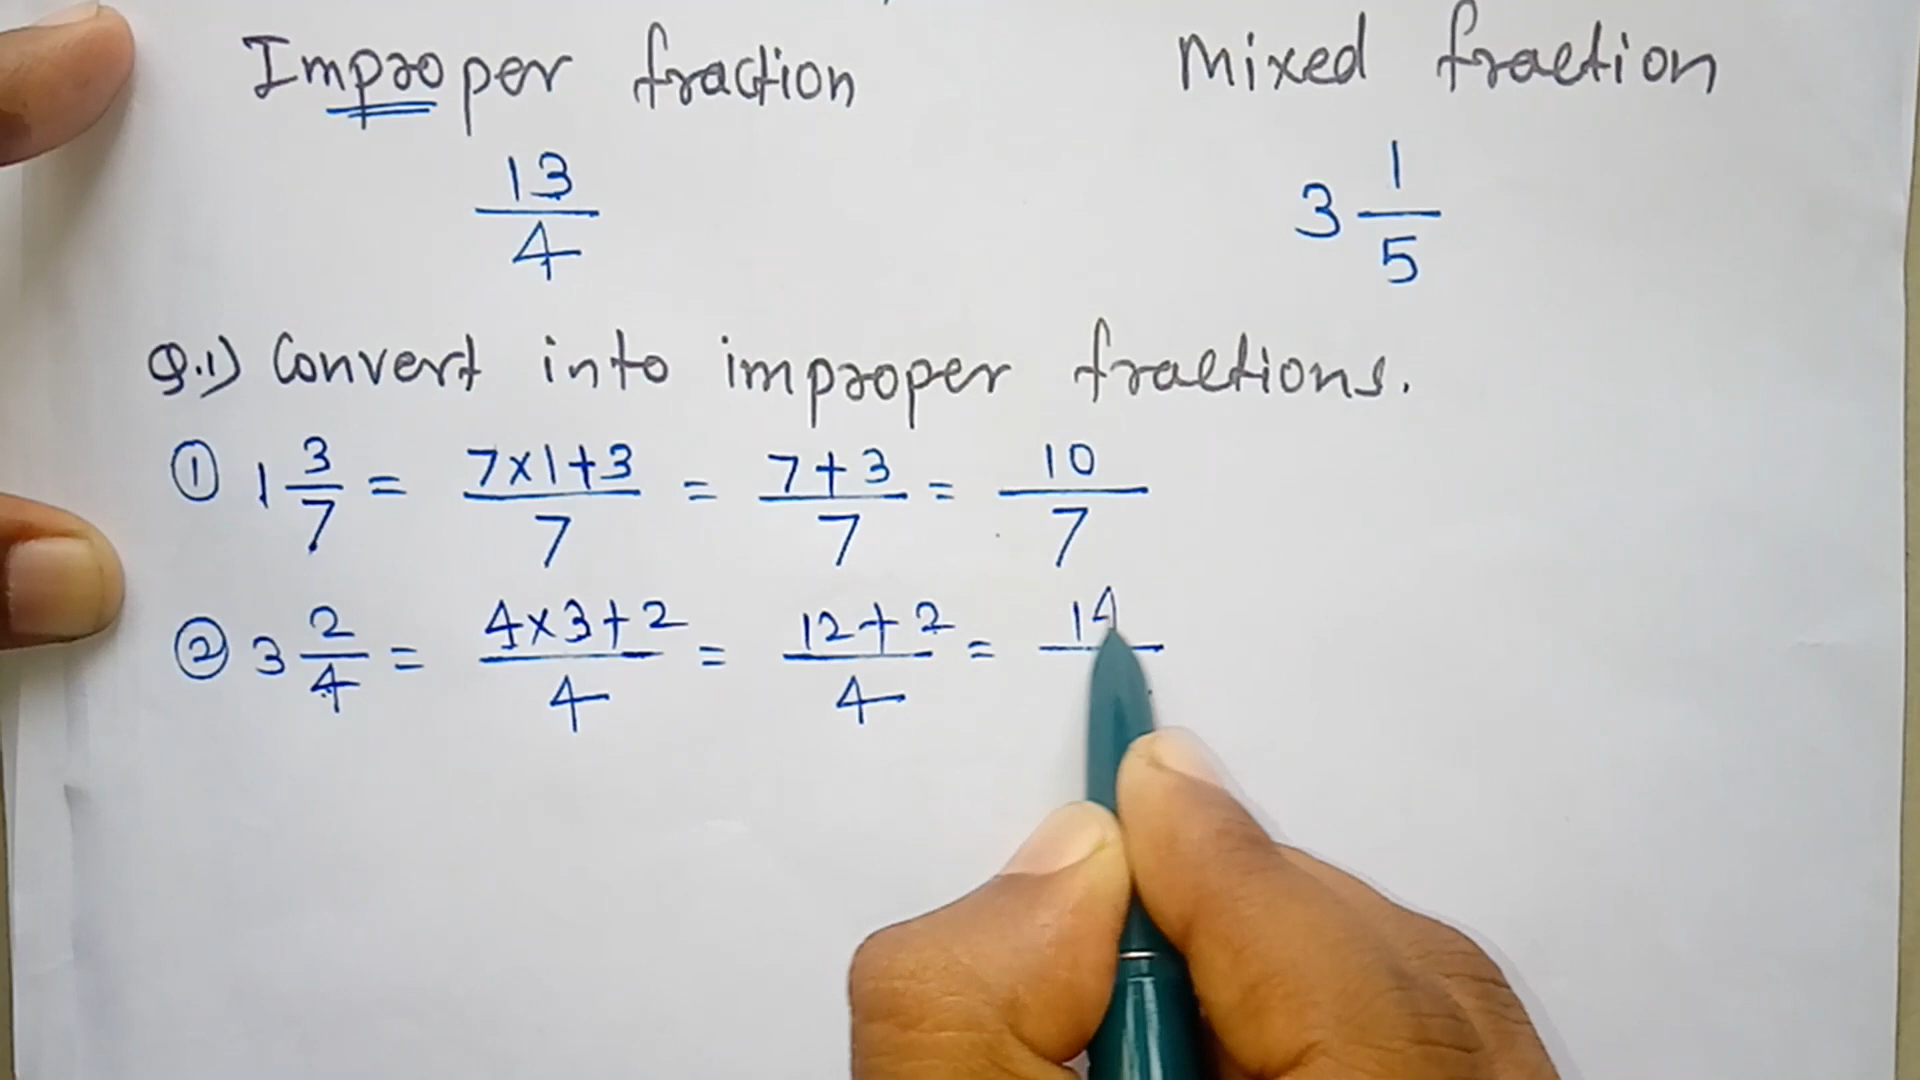 Improper fraction Mixed fraction
13/4 3 1/5
Q.1) Convert into improper fractions.
① 1 3/7 = 7×1+3/7 = 7+3/7 = 10/7
② 3 2/4 = 4×3+2/4 = 12+2/4 = 14